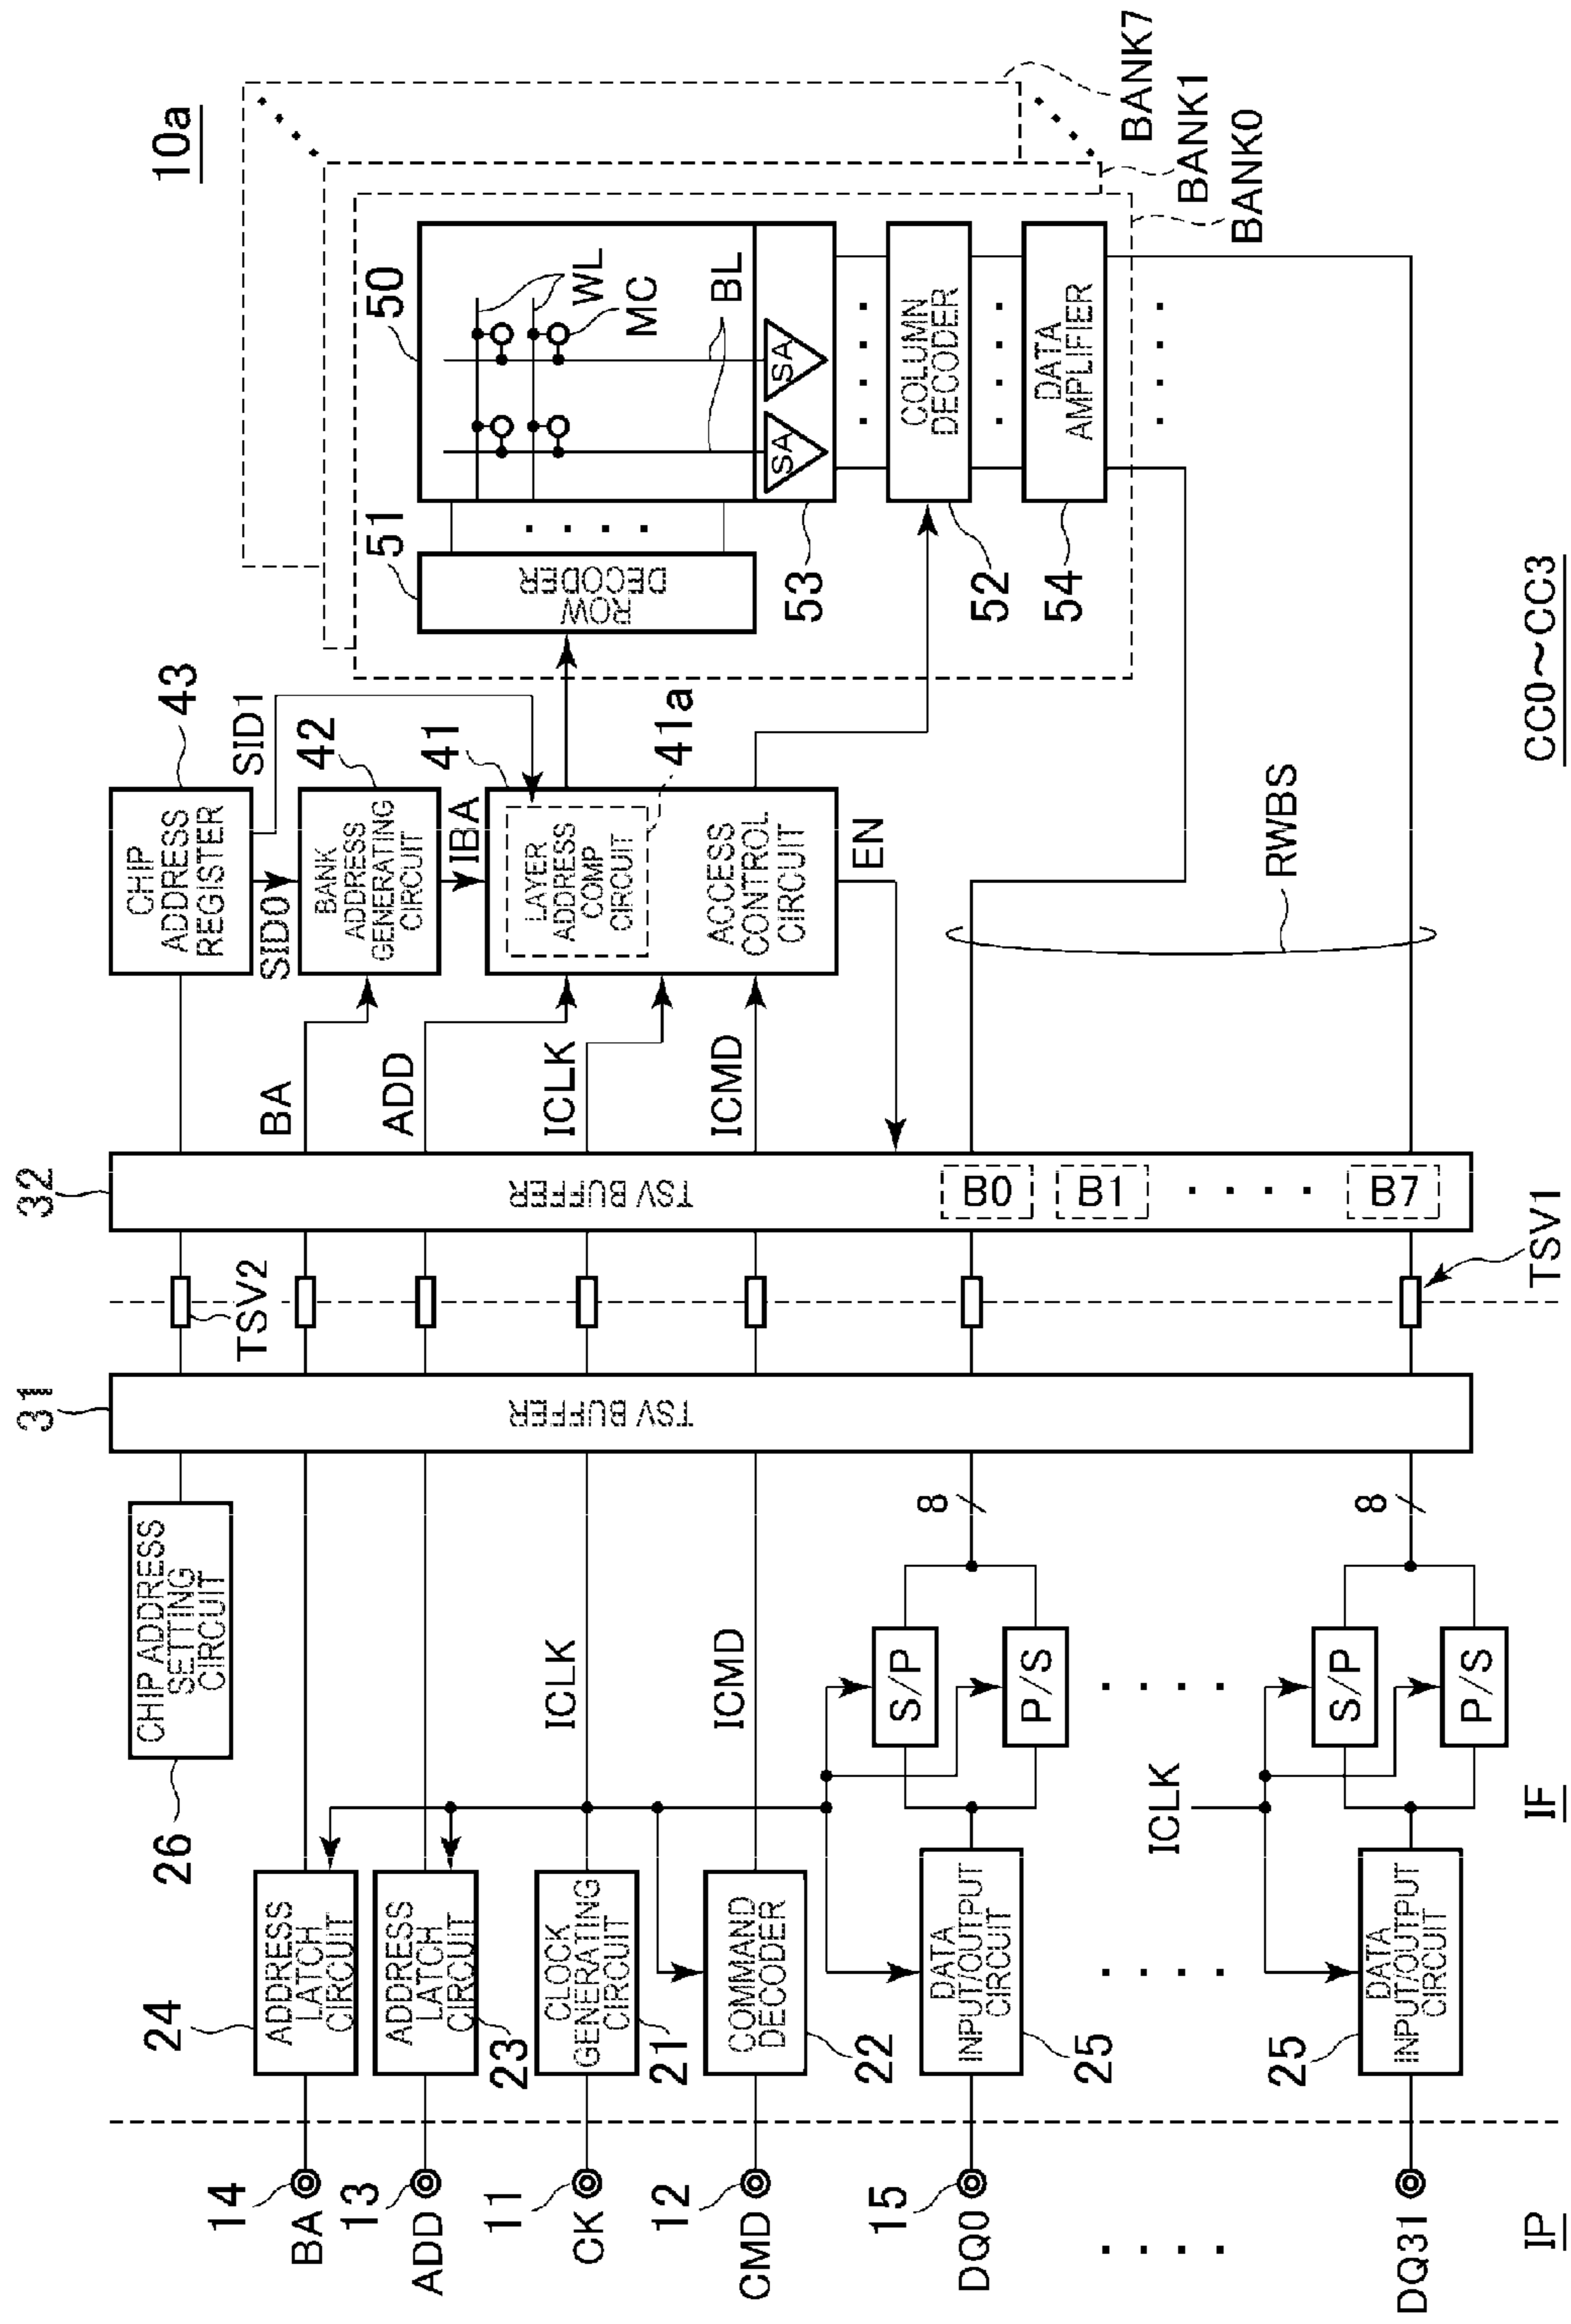 10a
BANK7
BANK1
BANK0
50
WL
MC
BL
SA
SA
51
ROW
DECODER
53
COLUMN
DECODER
52
DATA
AMPLIFIER
54
43
CHIP
ADDRESS
REGISTER
SID1
SID0
42
BANK
ADDRESS
GENERATING
CIRCUIT
IBA
41
LAYER
ADDRESS
COMP
CIRCUIT
41a
ACCESS
CONTROL
CIRCUIT
EN
RWBS
CC0~CC3
BA
ADD
ICLK
ICMD
32
TSV BUFFER
B0
B1
B7
TSV2
TSV1
31
TSV BUFFER
26
CHIP ADDRESS
SETTING
CIRCUIT
ICLK
ICMD
8
8
S/P
P/S
S/P
P/S
ICLK
IF
24
ADDRESS
LATCH
CIRCUIT
23
ADDRESS
LATCH
CIRCUIT
21
CLOCK
GENERATING
CIRCUIT
22
COMMAND
DECODER
25
DATA
INPUT/OUTPUT
CIRCUIT
25
DATA
INPUT/OUTPUT
CIRCUIT
14
BA
13
ADD
11
CK
12
CMD
15
DQ0
DQ31
IP